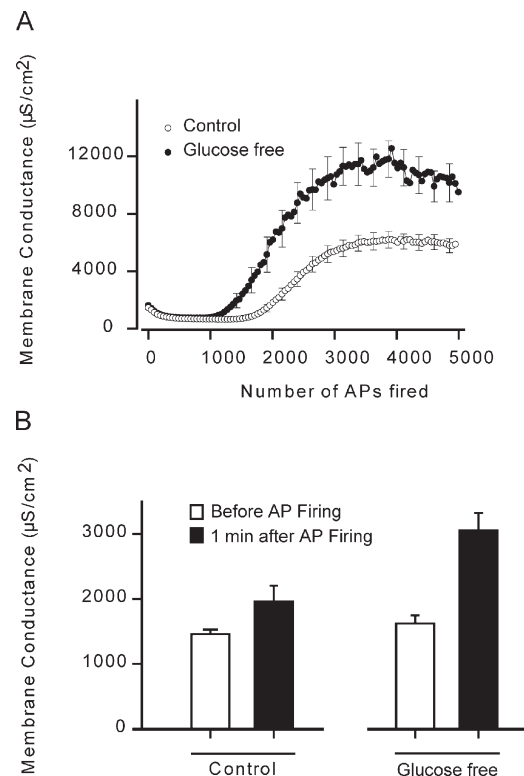 A
Membrane Conductance (µS/cm2)
Control
Glucose free
12000
8000
4000
0
0 1000 2000 3000 4000 5000
Number of APs fired
B
Membrane Conductance (µS/cm2)
Before AP Firing
1 min after AP Firing
3000
2000
1000
0
Control Glucose free